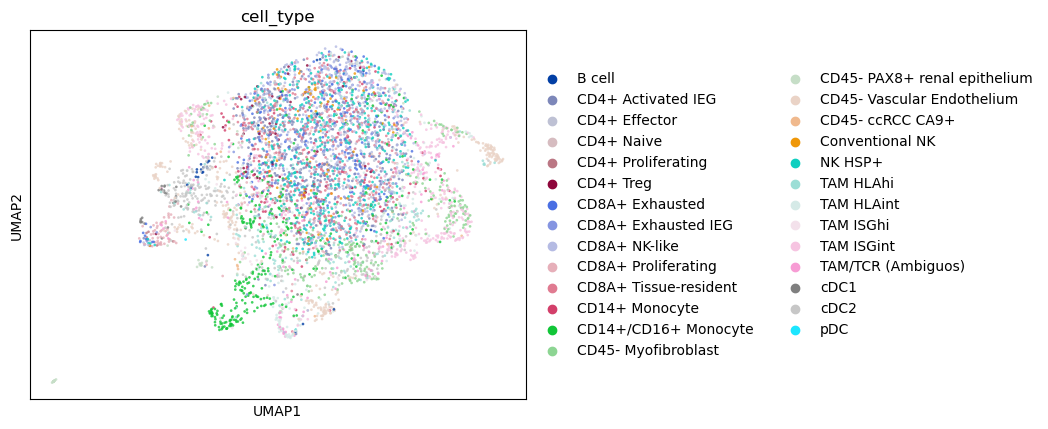 cell_type
UMAP2
UMAP1
B cell
CD4+ Activated IEG
CD4+ Effector
CD4+ Naive
CD4+ Proliferating
CD4+ Treg
CD8A+ Exhausted
CD8A+ Exhausted IEG
CD8A+ NK-like
CD8A+ Proliferating
CD8A+ Tissue-resident
CD14+ Monocyte
CD14+/CD16+ Monocyte
CD45- Myofibroblast
CD45- PAX8+ renal epithelium
CD45- Vascular Endothelium
CD45- ccRCC CA9+
Conventional NK
NK HSP+
TAM HLAhi
TAM HLAint
TAM ISGhi
TAM ISGint
TAM/TCR (Ambiguos)
cDC1
cDC2
pDC